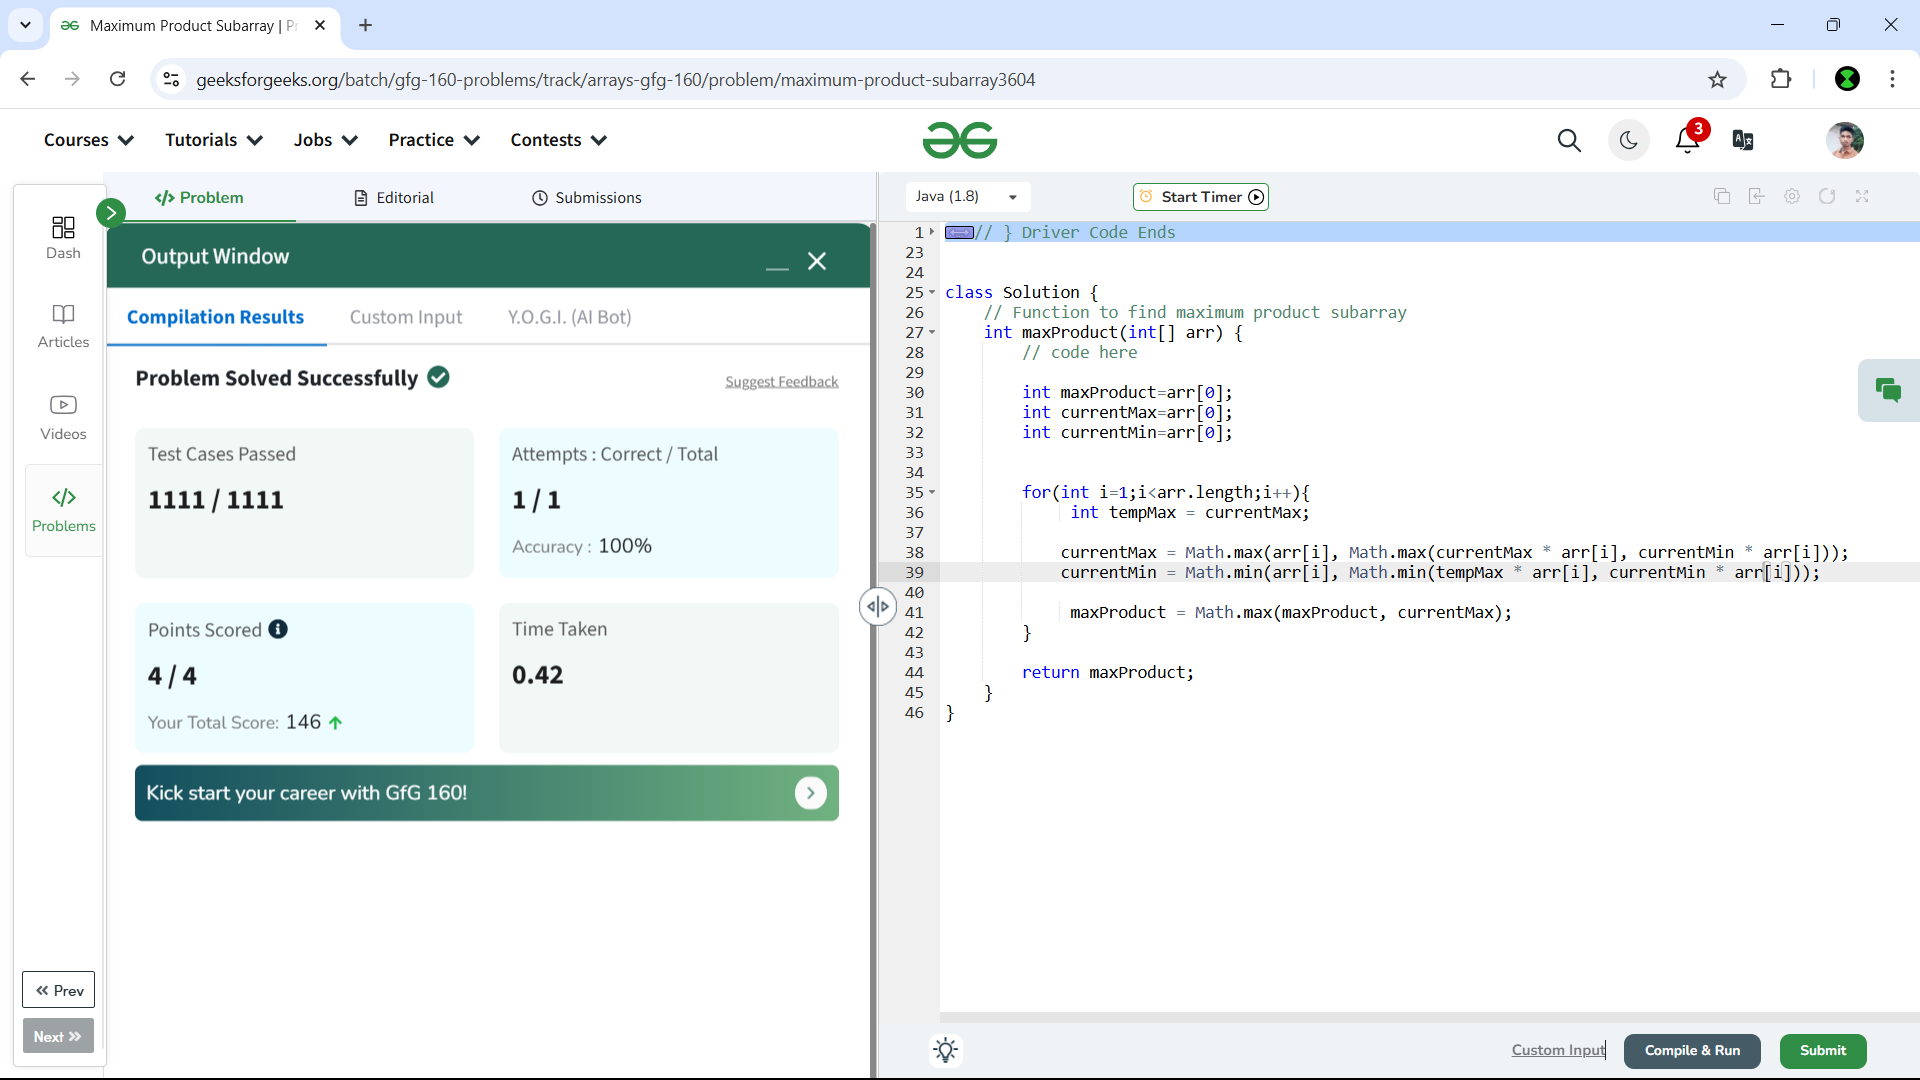 Maximum Product Subarray | Pr
geeksforgeeks.org/batch/gfg-160-problems/track/arrays-gfg-160/problem/maximum-product-subarray3604
Courses Tutorials Jobs Practice Contests
3
Problem Editorial Submissions
Dash
Articles
Videos
Problems
Prev
Next
Output Window
Compilation Results Custom Input Y.O.G.I. (AI Bot)
Problem Solved Successfully
Suggest Feedback
Test Cases Passed
1111 / 1111
Attempts : Correct / Total
1 / 1
Accuracy : 100%
Points Scored
4 / 4
Your Total Score: 146
Time Taken
0.42
Kick start your career with GfG 160!
Java (1.8) Start Timer
1 // } Driver Code Ends
23
24
25 class Solution {
26 // Function to find maximum product subarray
27 int maxProduct(int[] arr) {
28 // code here
29
30 int maxProduct=arr[0];
31 int currentMax=arr[0];
32 int currentMin=arr[0];
33
34
35 for(int i=1;i<arr.length;i++){
36 int tempMax = currentMax;
37
38 currentMax = Math.max(arr[i], Math.max(currentMax * arr[i], currentMin * arr[i]));
39 currentMin = Math.min(arr[i], Math.min(tempMax * arr[i], currentMin * arr[i]));
40
41 maxProduct = Math.max(maxProduct, currentMax);
42 }
43
44 return maxProduct;
45 }
46 }
Custom Input Compile & Run Submit